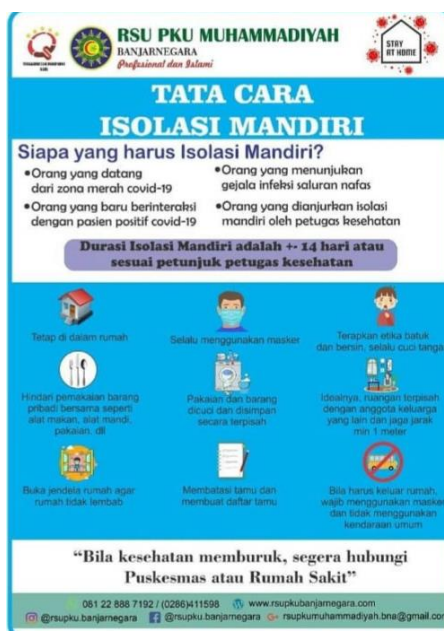 RSU PKU MUHAMMADIYAH
BANJARNEGARA
Profesional dan Islami
STAY
AT HOME
TATA CARA
ISOLASI MANDIRI
Siapa yang harus Isolasi Mandiri?
•Orang yang datang
dari zona merah covid-19
•Orang yang baru berinteraksi
dengan pasien positif covid-19
•Orang yang menunjukan
gejala infeksi saluran nafas
•Orang yang dianjurkan isolasi
mandiri oleh petugas kesehatan
Durasi Isolasi Mandiri adalah +- 14 hari atau
sesuai petunjuk petugas kesehatan
Tetap di dalam rumah
Selalu menggunakan masker
Terapkan etika batuk
dan bersin, selalu cuci tangan
Hindari pemakaian barang
pribadi bersama seperti
alat makan, alat mandi,
pakaian, dll
Pakaian dan barang
dicuci dan disimpan
secara terpisah
Idealnya, ruangan terpisah
dengan anggota keluarga
yang lain dan jaga jarak
min 1 meter
Buka jendela rumah agar
rumah tidak lembab
Membatasi tamu dan
membuat daftar tamu
Bila harus keluar rumah,
wajib menggunakan masker
dan tidak menggunakan
kendaraan umum
“Bila kesehatan memburuk, segera hubungi
Puskesmas atau Rumah Sakit”
081 22 888 7192 / (0286)411598
www.rsupkubanjarnegara.com
@rsupku.banjarnegara
@rsupku.banjarnegara
rsupkumuhammadiyah.bna@gmail.com